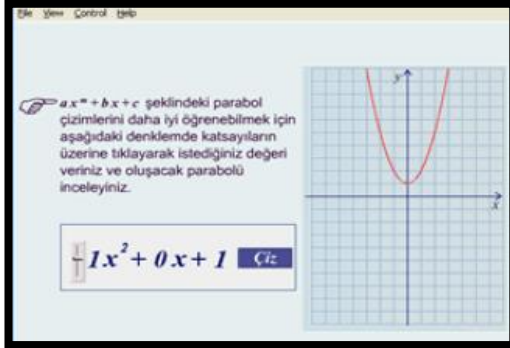 File View Control Help
ax²+bx+c şeklindeki parabol
çizimlerini daha iyi öğrenebilmek için
aşağıdaki denklemde katsayıların
üzerine tıklayarak istediğiniz değeri
veriniz ve oluşacak parabolü
inceleyiniz.
1x²+ 0x+ 1 Çiz
y
x